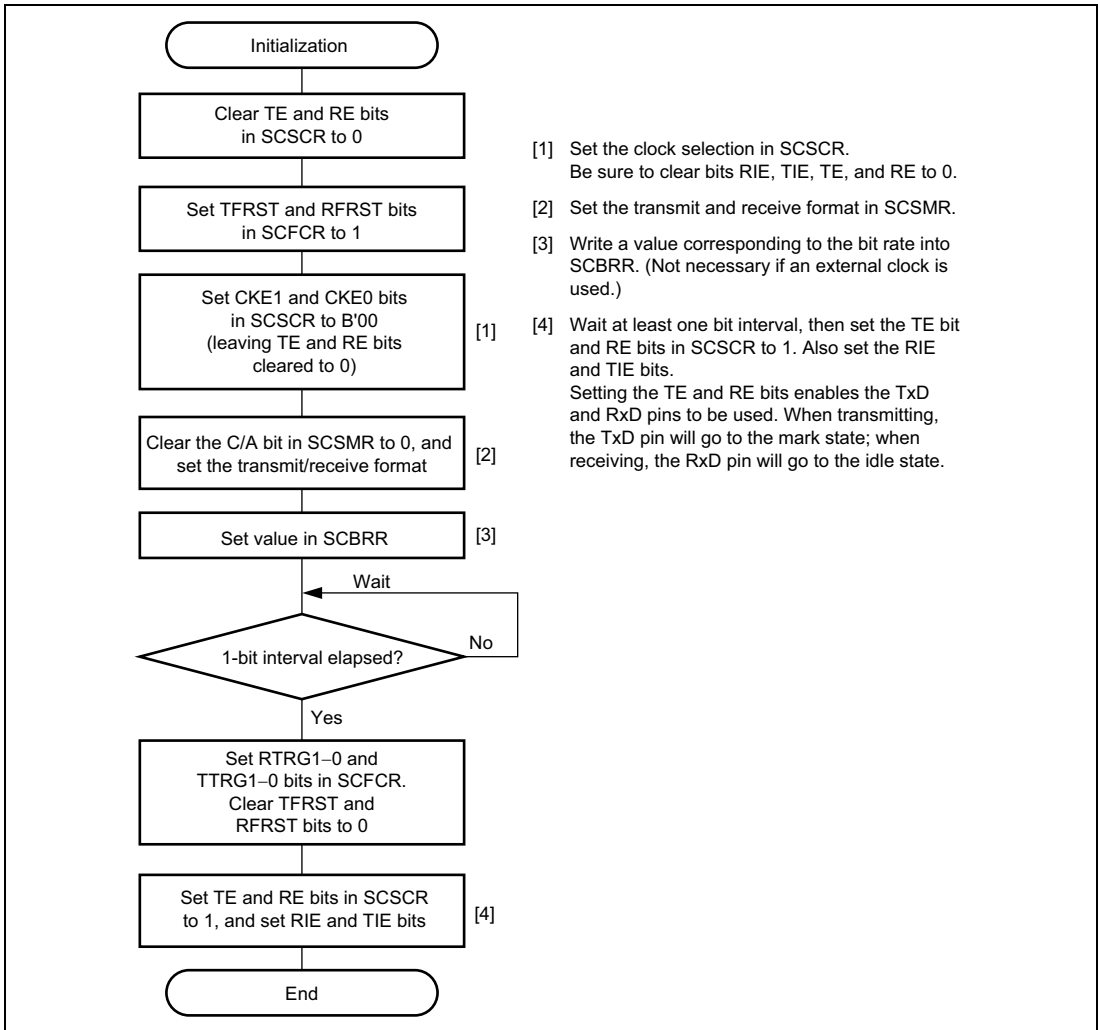 Initialization
Clear TE and RE bits
in SCSCR to 0
Set TFRST and RFRST bits
in SCFCR to 1
Set CKE1 and CKE0 bits
in SCSCR to B'00
(leaving TE and RE bits
cleared to 0)
[1]
Clear the C/A bit in SCSMR to 0, and
set the transmit/receive format
[2]
Set value in SCBRR
[3]
Wait
1-bit interval elapsed?
No
Yes
Set RTRG1−0 and
TTRG1−0 bits in SCFCR.
Clear TFRST and
RFRST bits to 0
Set TE and RE bits in SCSCR
to 1, and set RIE and TIE bits
[4]
End
[1] Set the clock selection in SCSCR.
Be sure to clear bits RIE, TIE, TE, and RE to 0.
[2] Set the transmit and receive format in SCSMR.
[3] Write a value corresponding to the bit rate into
SCBRR. (Not necessary if an external clock is
used.)
[4] Wait at least one bit interval, then set the TE bit
and RE bits in SCSCR to 1. Also set the RIE
and TIE bits.
Setting the TE and RE bits enables the TxD
and RxD pins to be used. When transmitting,
the TxD pin will go to the mark state; when
receiving, the RxD pin will go to the idle state.